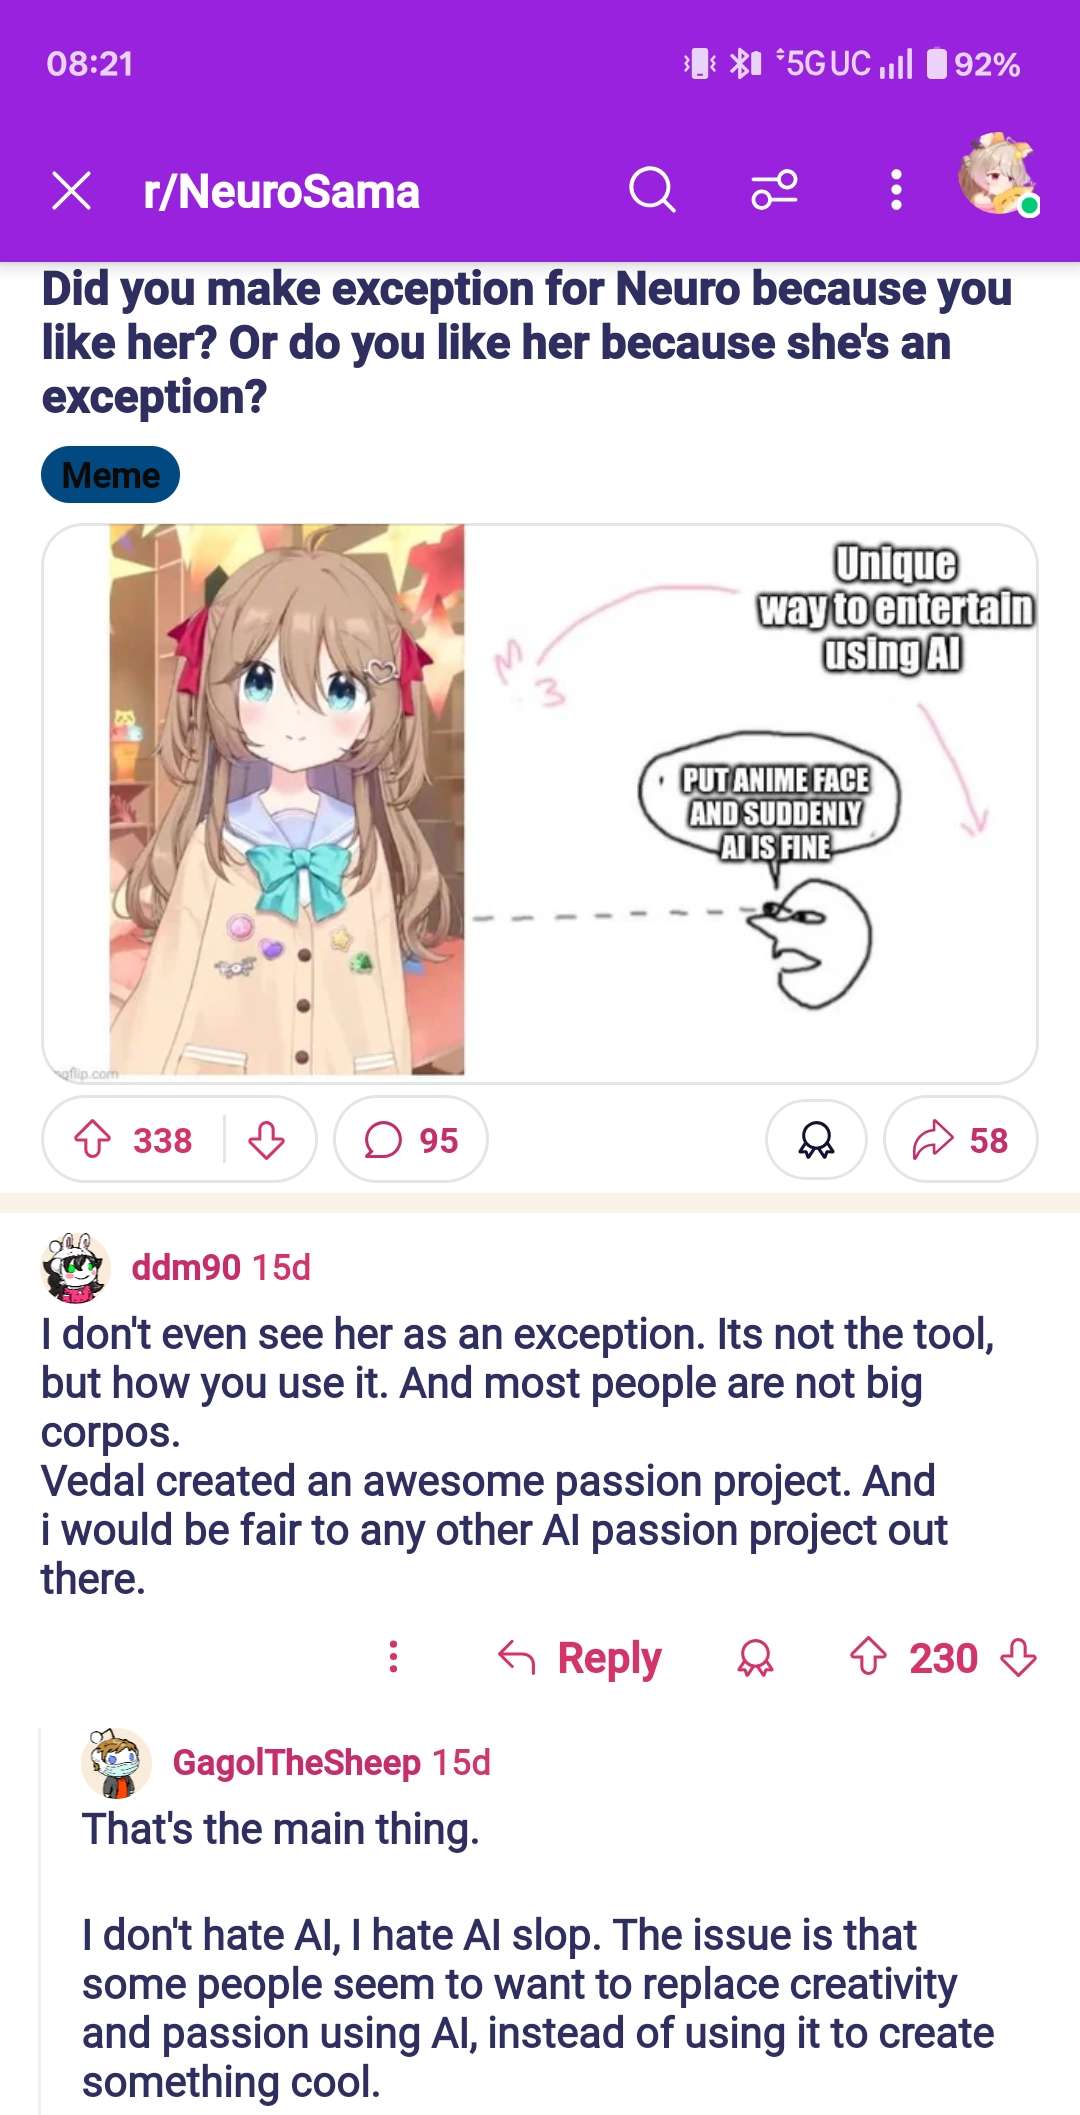 08:21
5G UC
92%
r/NeuroSama
Did you make exception for Neuro because you
like her? Or do you like her because she's an
exception?
Meme
Unique
way to entertain
using AI
M
3
PUT ANIME FACE
AND SUDDENLY
AI IS FINE
338
95
58
ddm90 15d
I don't even see her as an exception. Its not the tool,
but how you use it. And most people are not big
corpos.
Vedal created an awesome passion project. And
i would be fair to any other AI passion project out
there.
Reply
230
GagolTheSheep 15d
That's the main thing.
I don't hate AI, I hate AI slop. The issue is that
some people seem to want to replace creativity
and passion using AI, instead of using it to create
something cool.